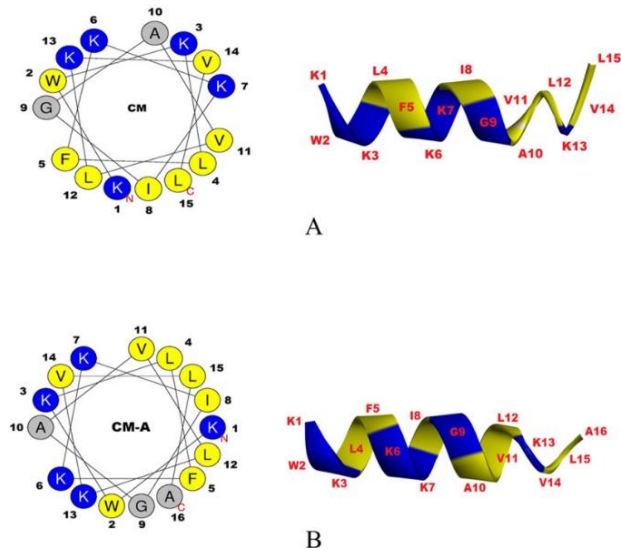 10
6
A
K
3
13
K
K
V
14
2
W
K
7
9
G
CM
V
11
5
F
L
4
12
L
K
N
I
L
C
1
8
15
K1
L4
I8
L15
F5
K7
V11
L12
G9
V14
W2
K3
K6
A10
K13
A
11
7
V
4
14
K
L
V
L
15
3
K
I
8
10
A
CM-A
K
1
N
L
12
6
K
K
F
5
13
W
G
A
C
2
9
16
K1
F5
I8
G9
L12
A16
W2
L4
K6
V11
K13
L15
K3
K7
A10
V14
B